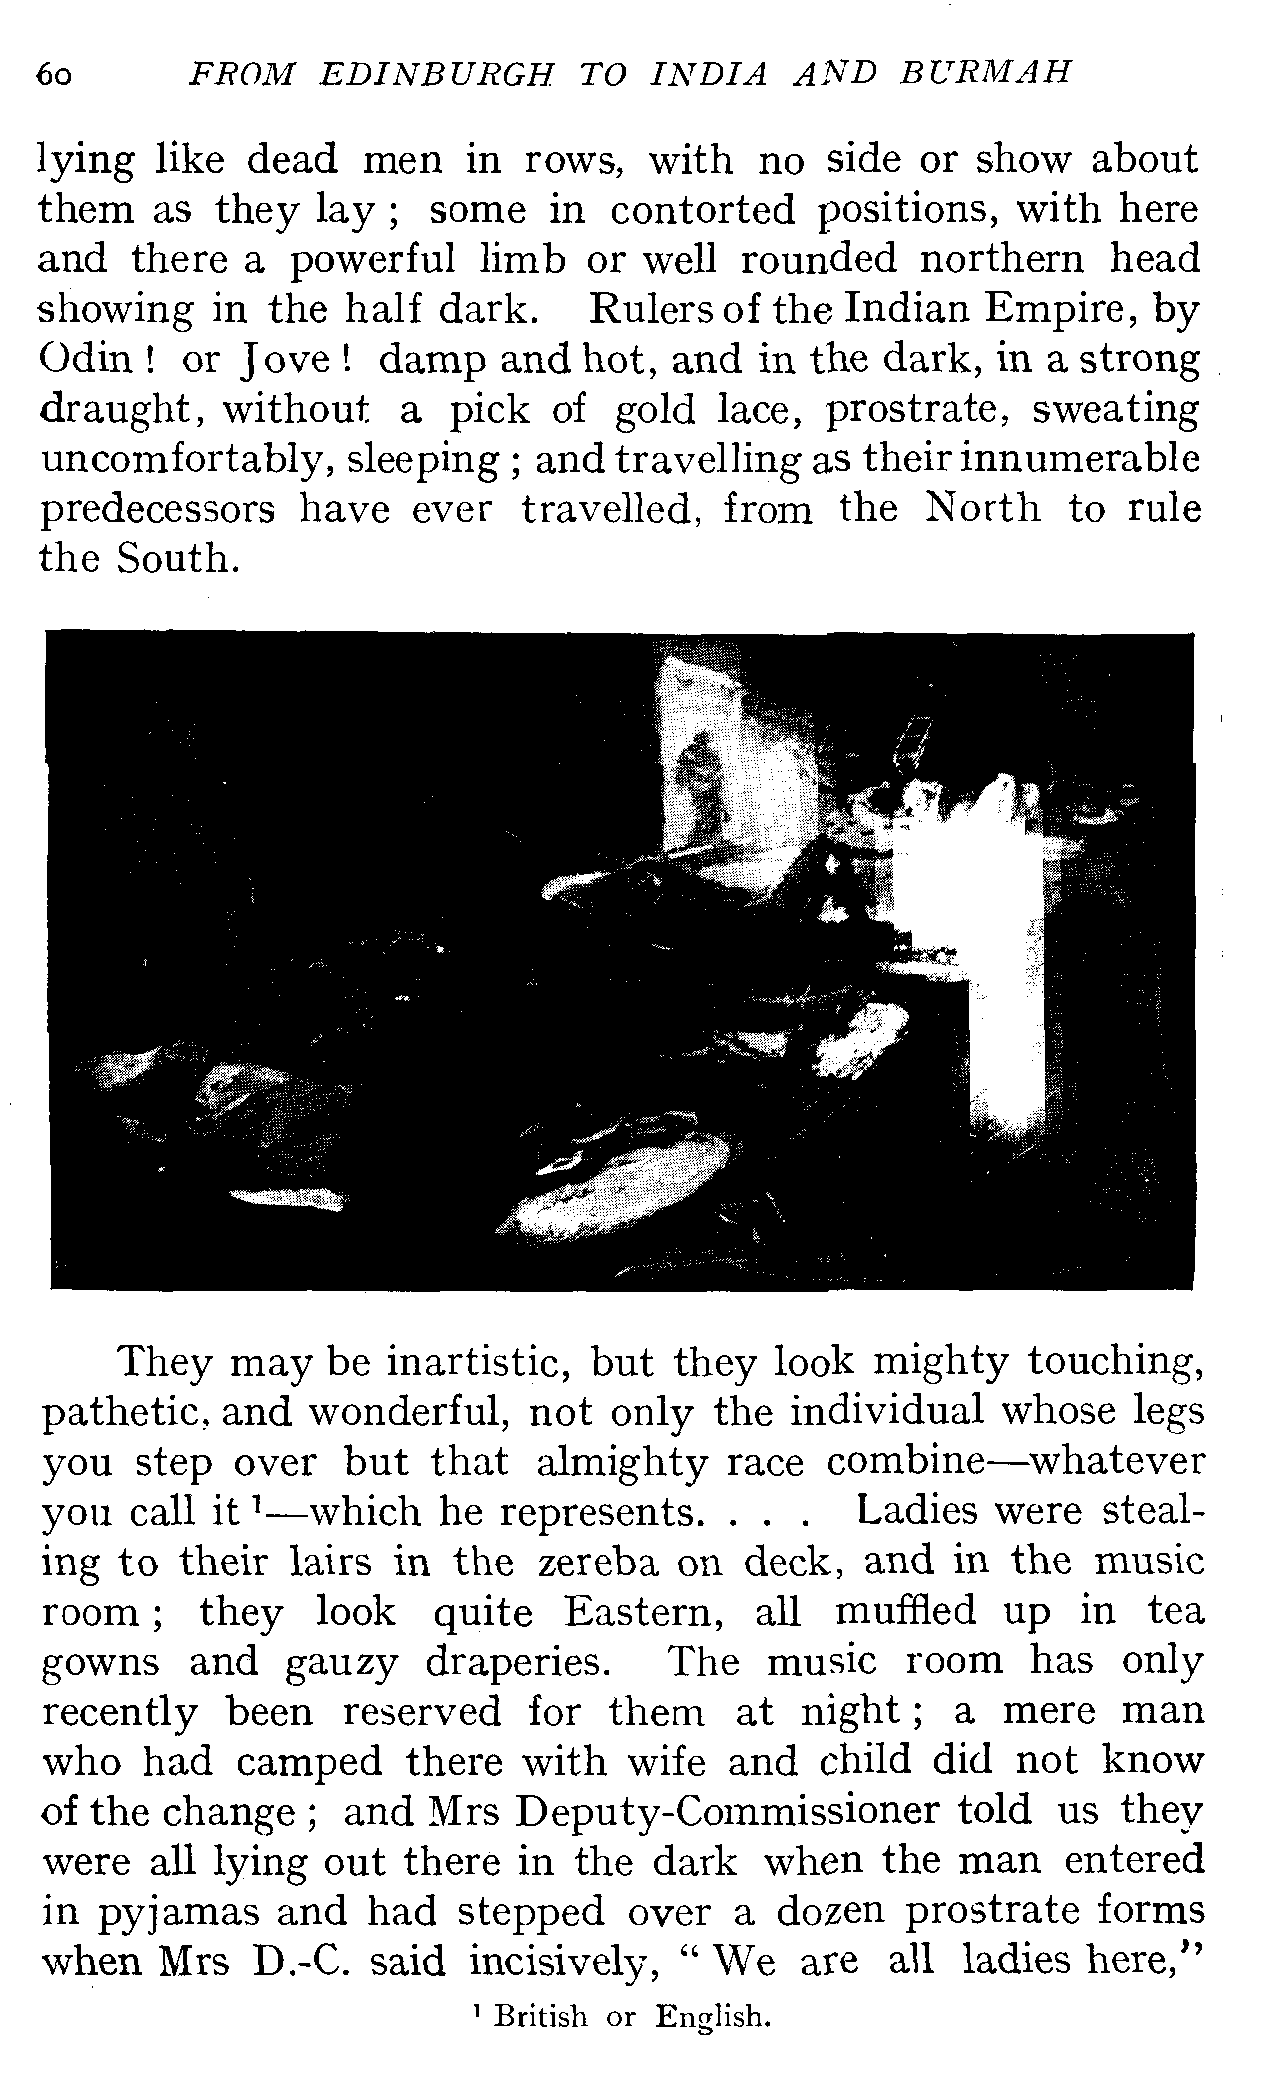 60 FROM EDINBURGH TO INDIA AND BURMAH
lying like dead men in rows, with no side or show about
them as they lay ; some in contorted positions, with here
and there a powerful limb or well rounded northern head
showing in the half dark. Rulers of the Indian Empire, by
Odin ! or Jove ! damp and hot, and in the dark, in a strong
draught, without a pick of gold lace, prostrate, sweating
uncomfortably, sleeping ; and travelling as their innumerable
predecessors have ever travelled, from the North to rule
the South.
They may be inartistic, but they look mighty touching,
pathetic, and wonderful, not only the individual whose legs
you step over but that almighty race combine—whatever
you call it ¹—which he represents. . . . Ladies were steal-
ing to their lairs in the zereba on deck, and in the music
room ; they look quite Eastern, all muffled up in tea
gowns and gauzy draperies. The music room has only
recently been reserved for them at night ; a mere man
who had camped there with wife and child did not know
of the change ; and Mrs Deputy-Commissioner told us they
were all lying out there in the dark when the man entered
in pyjamas and had stepped over a dozen prostrate forms
when Mrs D.-C. said incisively, “ We are all ladies here,”
¹ British or English.